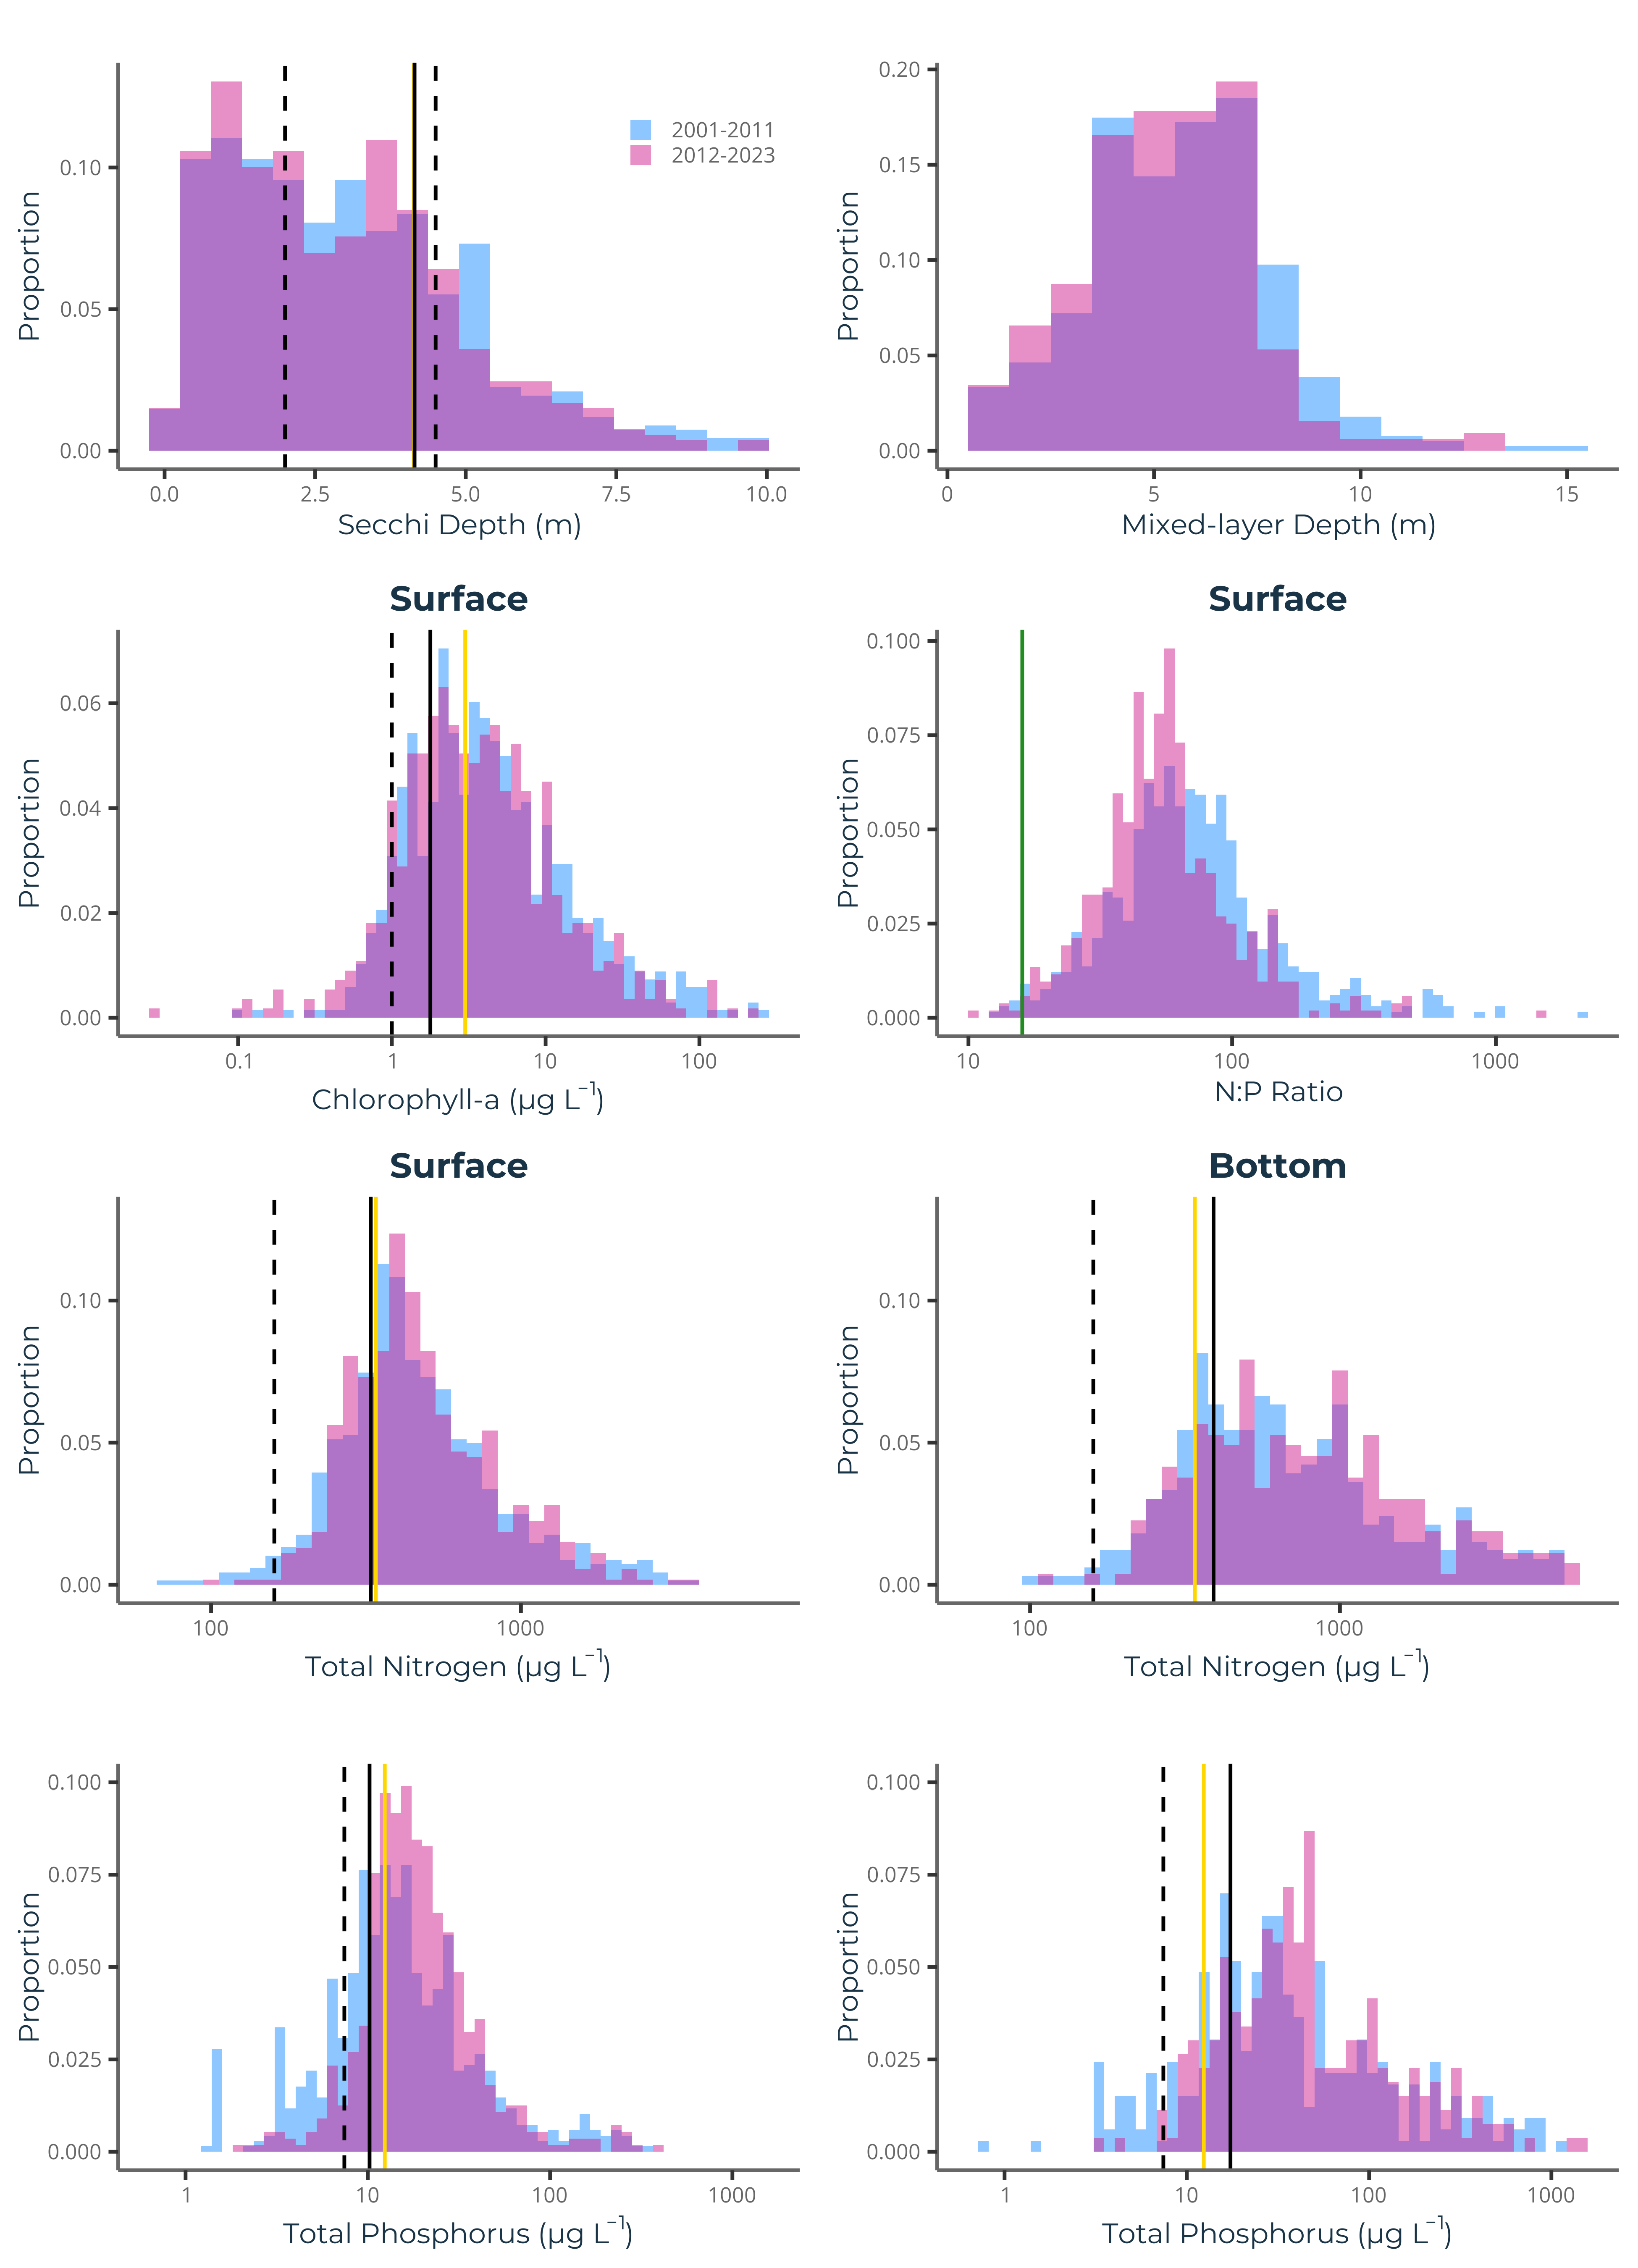 2001-2011
2012-2023
Proportion
0.10
0.05
0.00
0.0 2.5 5.0 7.5 10.0
Secchi Depth (m)
Proportion
0.20
0.15
0.10
0.05
0.00
0 5 10 15
Mixed-layer Depth (m)
Surface
Proportion
0.06
0.04
0.02
0.00
0.1 1 10 100
Chlorophyll-a (µg L⁻¹)
Surface
Proportion
0.100
0.075
0.050
0.025
0.000
10 100 1000
N:P Ratio
Surface
Proportion
0.10
0.05
0.00
100 1000
Total Nitrogen (µg L⁻¹)
Bottom
Proportion
0.10
0.05
0.00
100 1000
Total Nitrogen (µg L⁻¹)
Proportion
0.100
0.075
0.050
0.025
0.000
1 10 100 1000
Total Phosphorus (µg L⁻¹)
Proportion
0.100
0.075
0.050
0.025
0.000
1 10 100 1000
Total Phosphorus (µg L⁻¹)